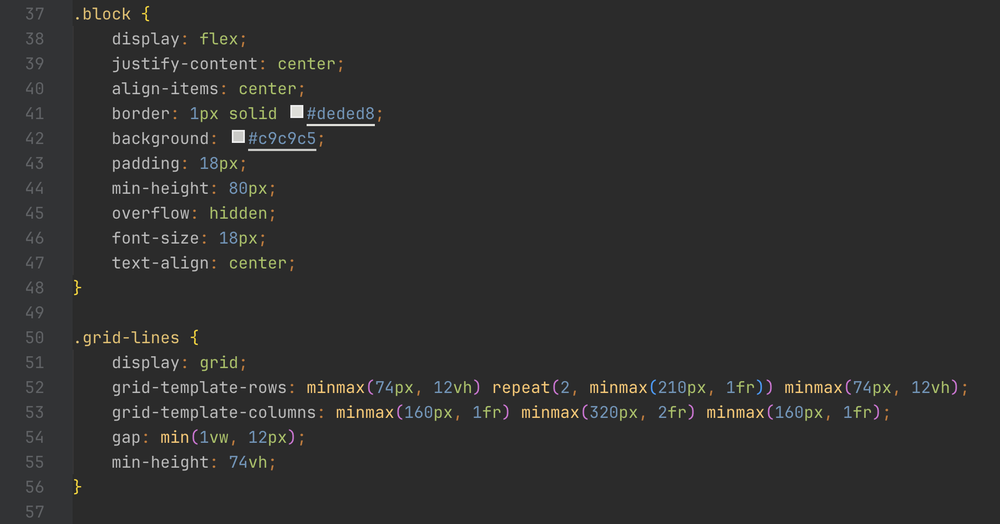 37 .block {
38     display: flex;
39     justify-content: center;
40     align-items: center;
41     border: 1px solid #deded8;
42     background: #c9c9c5;
43     padding: 18px;
44     min-height: 80px;
45     overflow: hidden;
46     font-size: 18px;
47     text-align: center;
48 }
49
50 .grid-lines {
51     display: grid;
52     grid-template-rows: minmax(74px, 12vh) repeat(2, minmax(210px, 1fr)) minmax(74px, 12vh);
53     grid-template-columns: minmax(160px, 1fr) minmax(320px, 2fr) minmax(160px, 1fr);
54     gap: min(1vw, 12px);
55     min-height: 74vh;
56 }
57